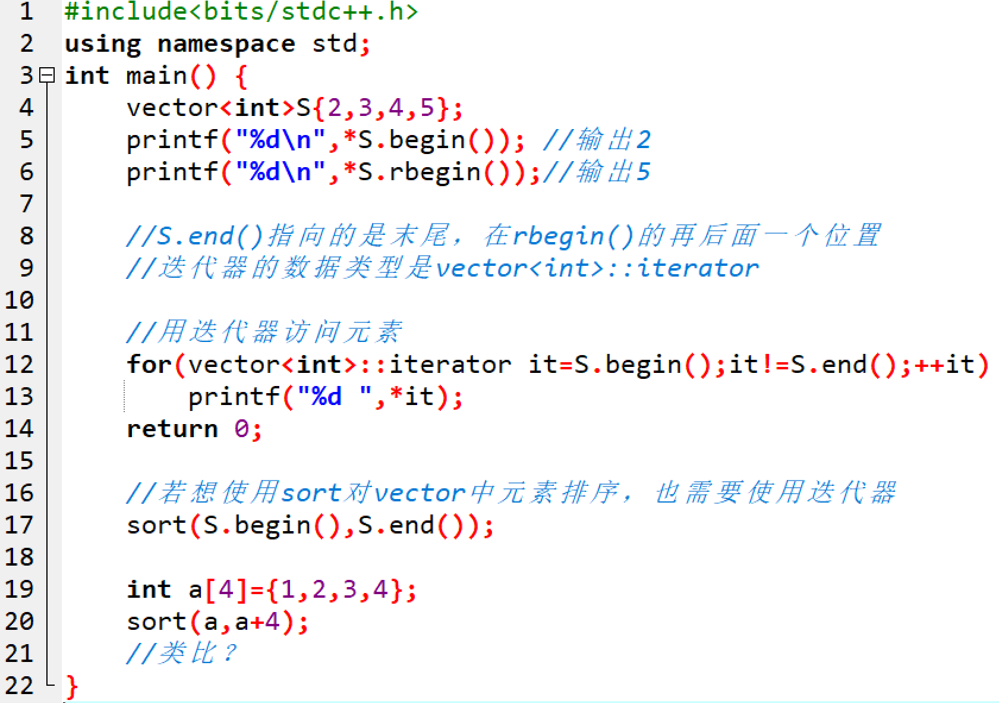 1 #include<bits/stdc++.h>
2 using namespace std;
3 int main() {
4 vector<int>S{2,3,4,5};
5 printf("%d\n",*S.begin()); //输出2
6 printf("%d\n",*S.rbegin());//输出5
7
8 //S.end()指向的是末尾，在rbegin()的再后面一个位置
9 //迭代器的数据类型是vector<int>::iterator
10
11 //用迭代器访问元素
12 for(vector<int>::iterator it=S.begin();it!=S.end();++it)
13 printf("%d ",*it);
14 return 0;
15
16 //若想使用sort对vector中元素排序，也需要使用迭代器
17 sort(S.begin(),S.end());
18
19 int a[4]={1,2,3,4};
20 sort(a,a+4);
21 //类比？
22 }